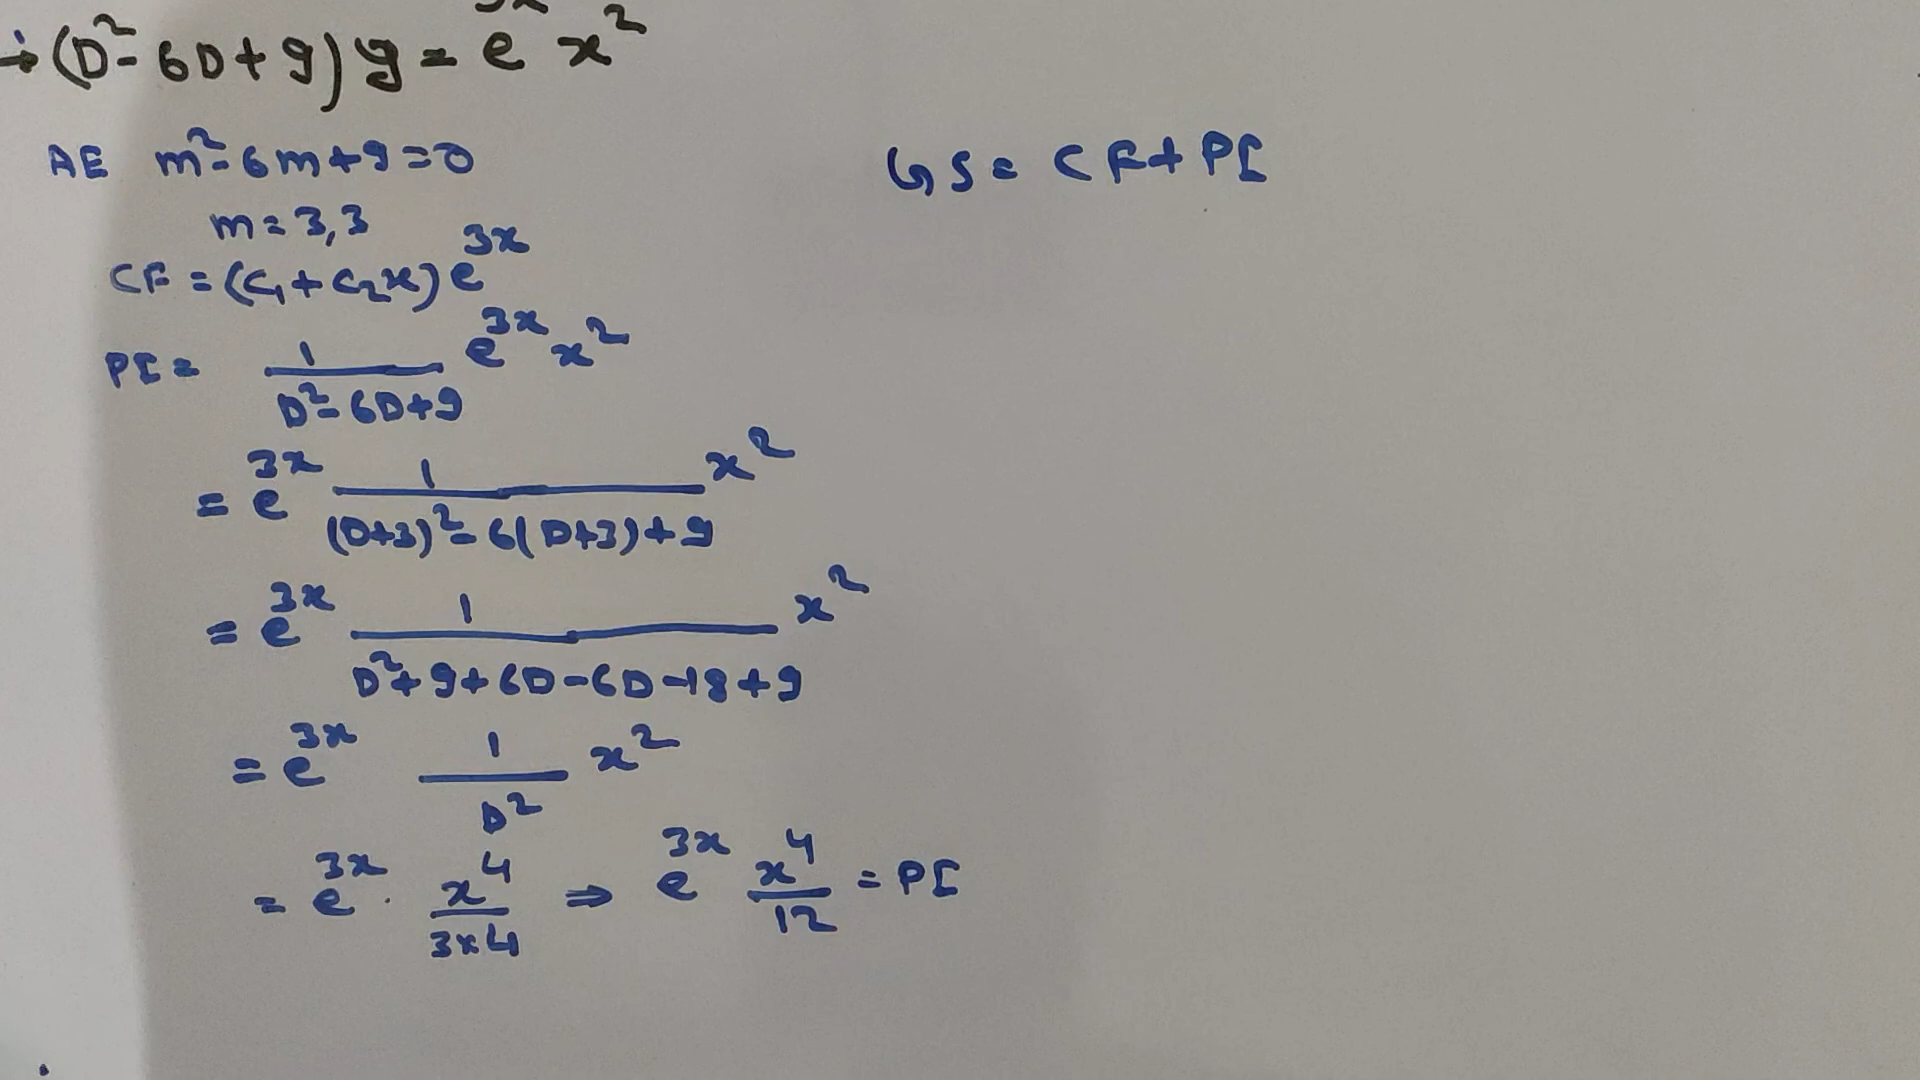 → (D² - 6D + 9) y = e^{3x} x²
AE m² - 6m + 9 = 0
m = 3, 3
CF = (C₁ + C₂x) e^{3x}
PI = 1/(D² - 6D + 9) e^{3x} x²
= e^{3x} 1/((D+3)² - 6(D+3) + 9) x²
= e^{3x} 1/(D² + 9 + 6D - 6D - 18 + 9) x²
= e^{3x} 1/D² x²
= e^{3x} · x⁴/(3×4) ⇒ e^{3x} x⁴/12 = PI
GS = CF + PI